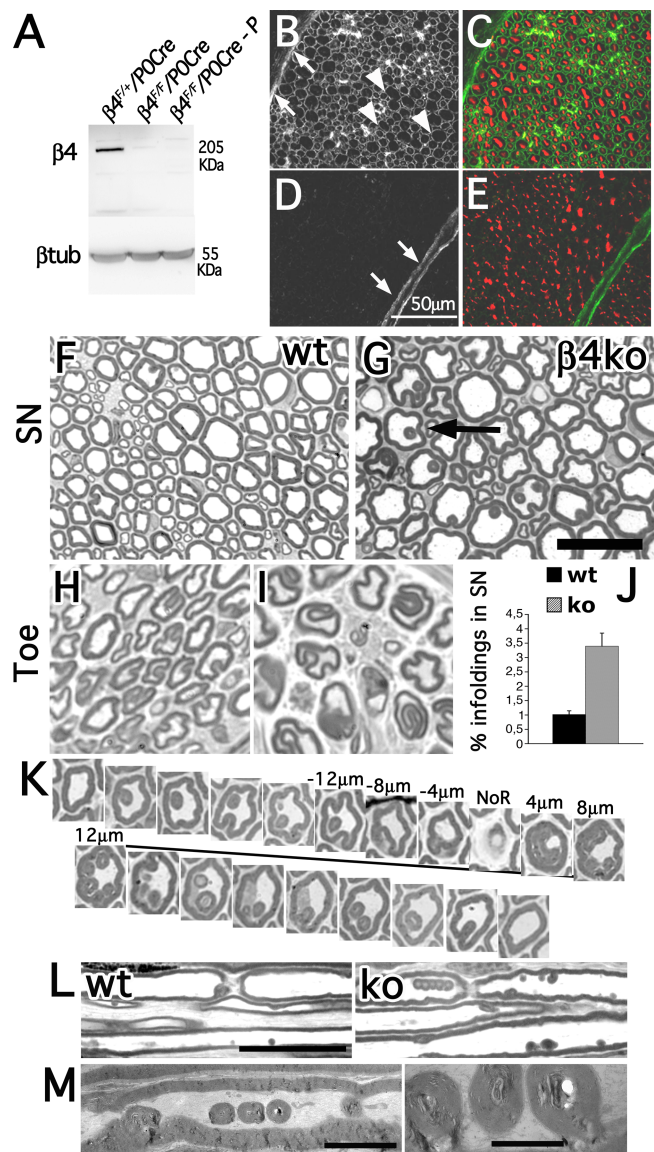 A
β4F/+/P0Cre
β4F/F/P0Cre
β4F/F/P0Cre - P
β4
205
KDa
βtub
55
KDa
B
C
D
50μm
E
F
wt
G
β4ko
SN
H
I
Toe
J
wt
ko
% infoldings in SN
4,5
4
3,5
3
2,5
2
1,5
1
0,5
0
K
-12μm
-8μm
-4μm
NoR
4μm
8μm
12μm
L
wt
ko
M